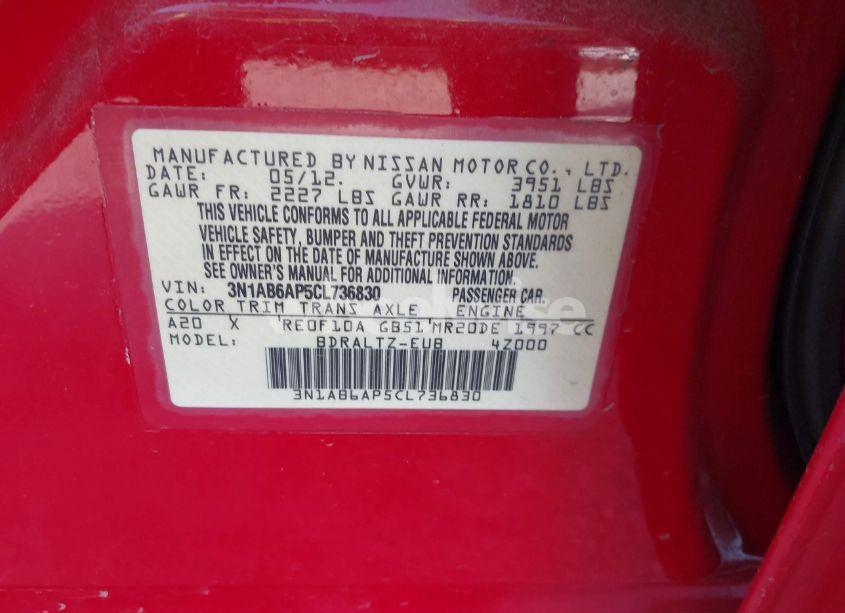 MANUFACTURED BY NISSAN MOTOR CO., LTD.
DATE: 05/12. GVWR: 3951 LBS
GAWR FR: 2227 LBS GAWR RR: 1810 LBS
THIS VEHICLE CONFORMS TO ALL APPLICABLE FEDERAL MOTOR
VEHICLE SAFETY, BUMPER AND THEFT PREVENTION STANDARDS
IN EFFECT ON THE DATE OF MANUFACTURE SHOWN ABOVE.
SEE OWNER'S MANUAL FOR ADDITIONAL INFORMATION.
VIN: 3N1AB6AP5CL736830 PASSENGER CAR.
COLOR TRIM TRANS AXLE ENGINE
A20 X RE0F10A GB51 MR20DE 1997 CC
MODEL: BDRALTZ-EUB 4Z000
3N1AB6AP5CL736830